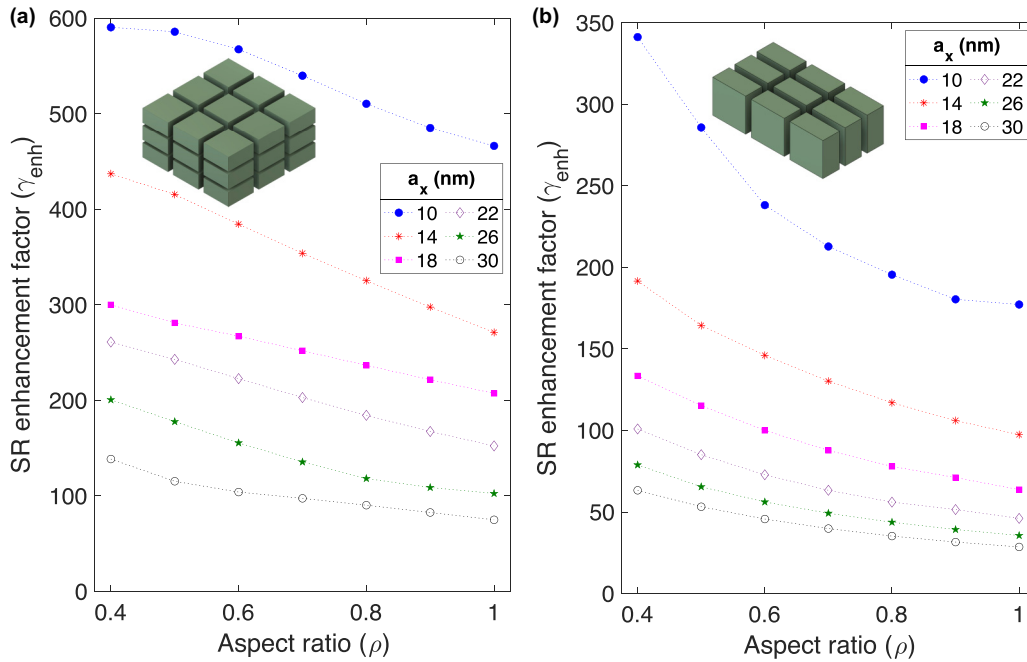 (a)
600
500
400
300
200
100
0
SR enhancement factor (γenh)
0.4 0.6 0.8 1
Aspect ratio (ρ)
ax (nm)
10 22
14 26
18 30
(b)
350
300
250
200
150
100
50
0
SR enhancement factor (γenh)
0.4 0.6 0.8 1
Aspect ratio (ρ)
ax (nm)
10 22
14 26
18 30